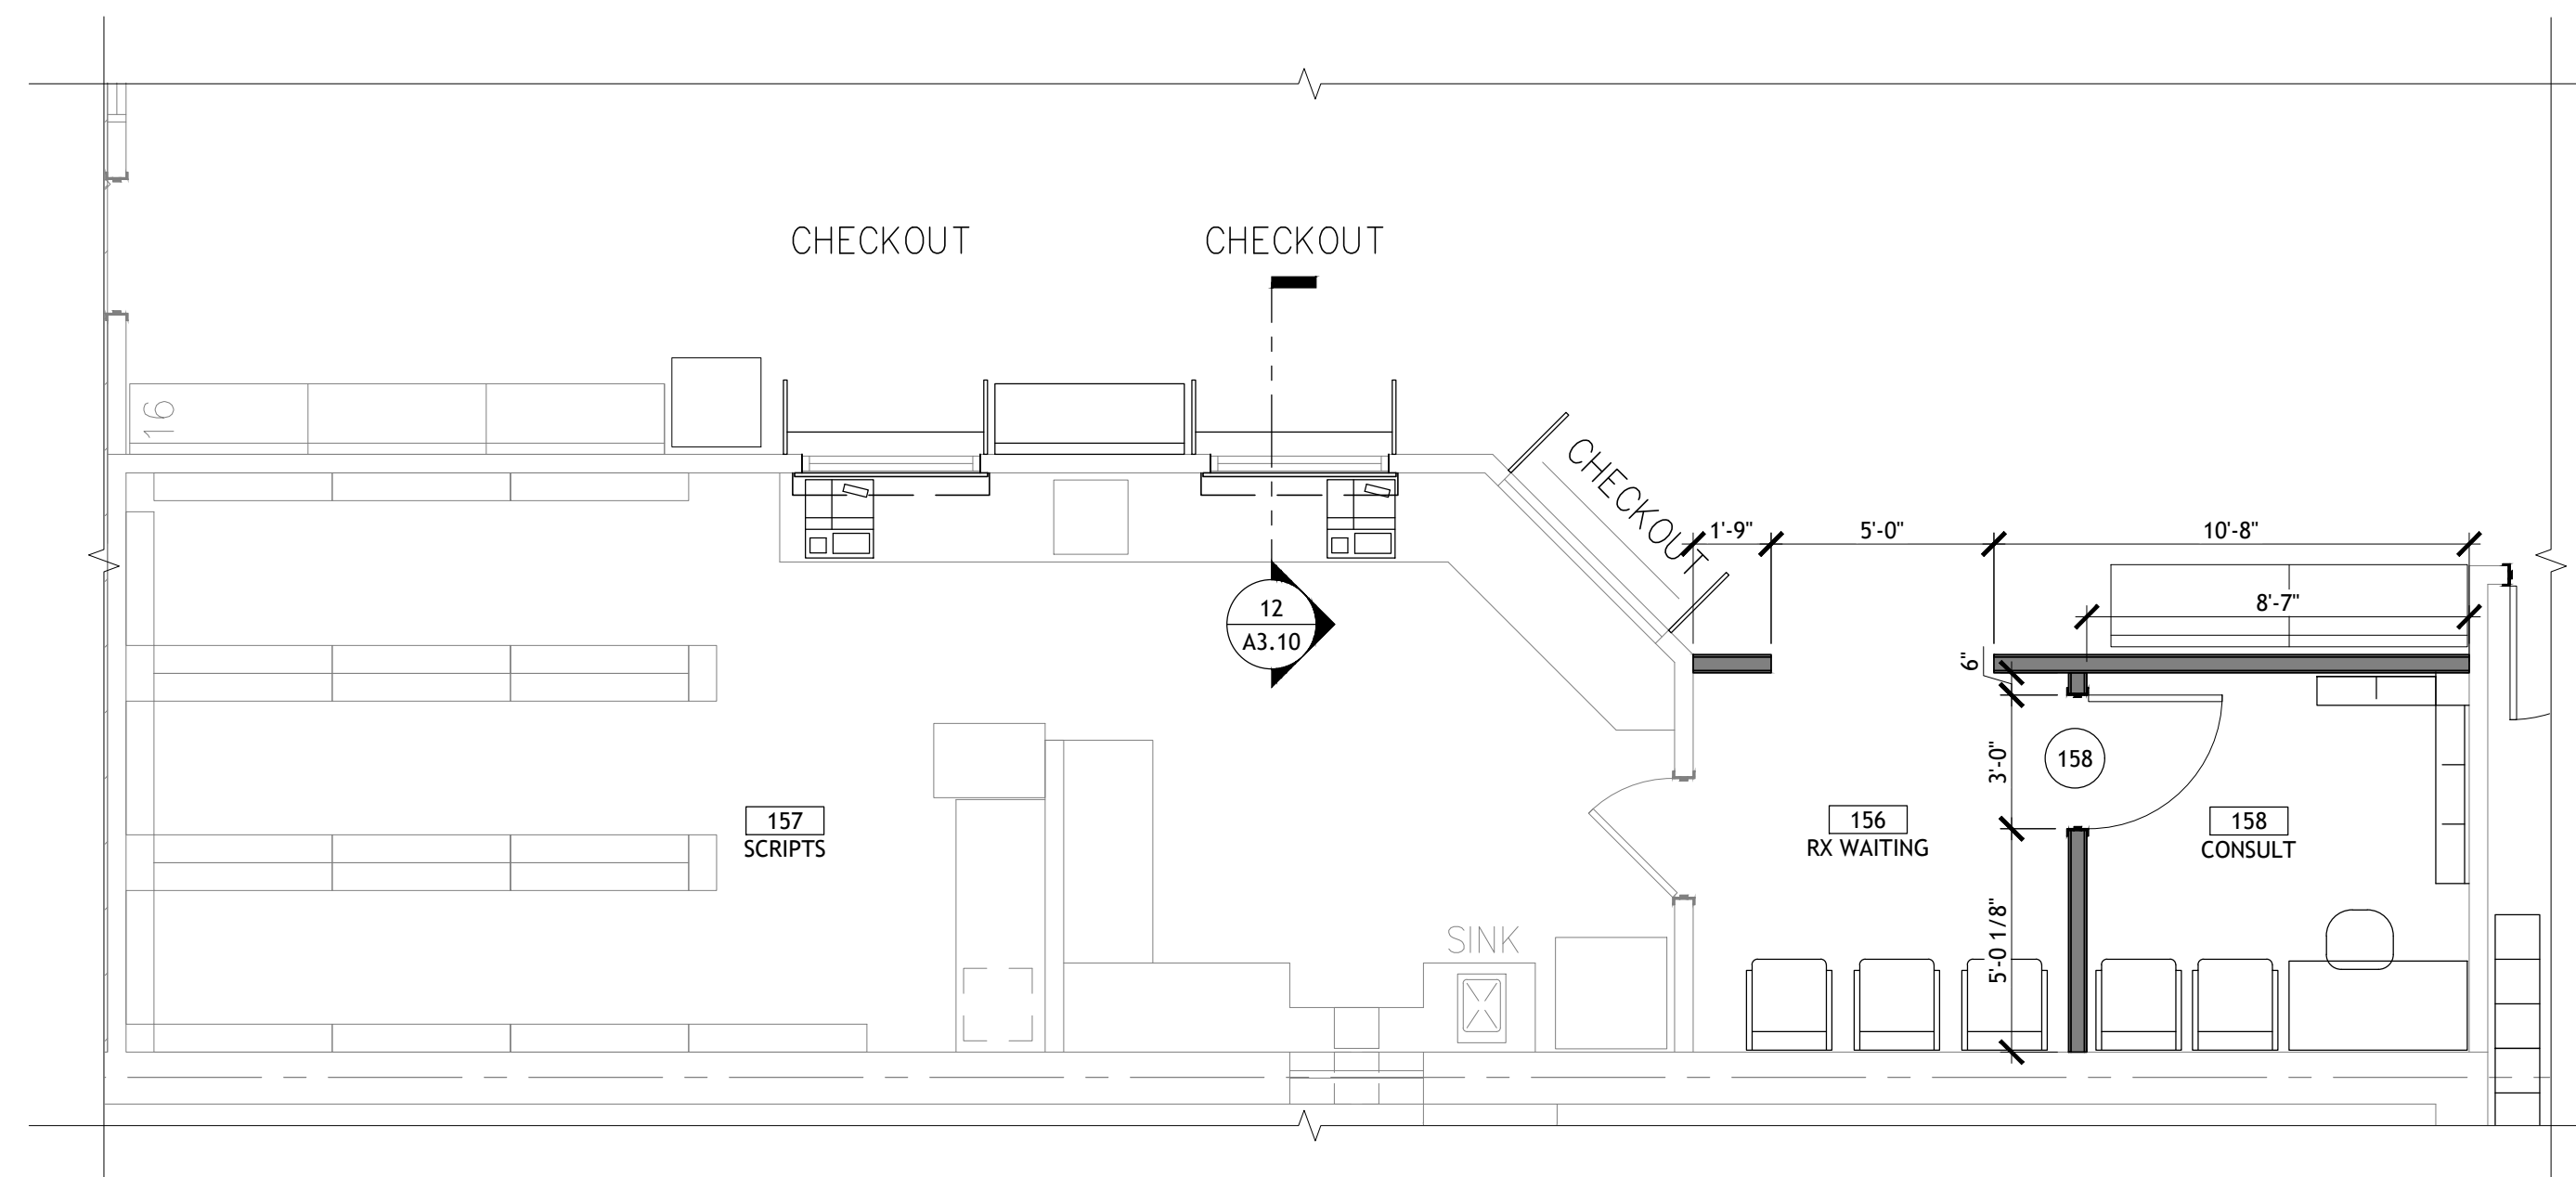 CHECKOUT
CHECKOUT
16
CHECKOUT
1'-9"
5'-0"
10'-8"
8'-7"
12
A3.10
6"
3'-0"
158
157
SCRIPTS
156
RX WAITING
158
CONSULT
5'-0 1/8"
SINK